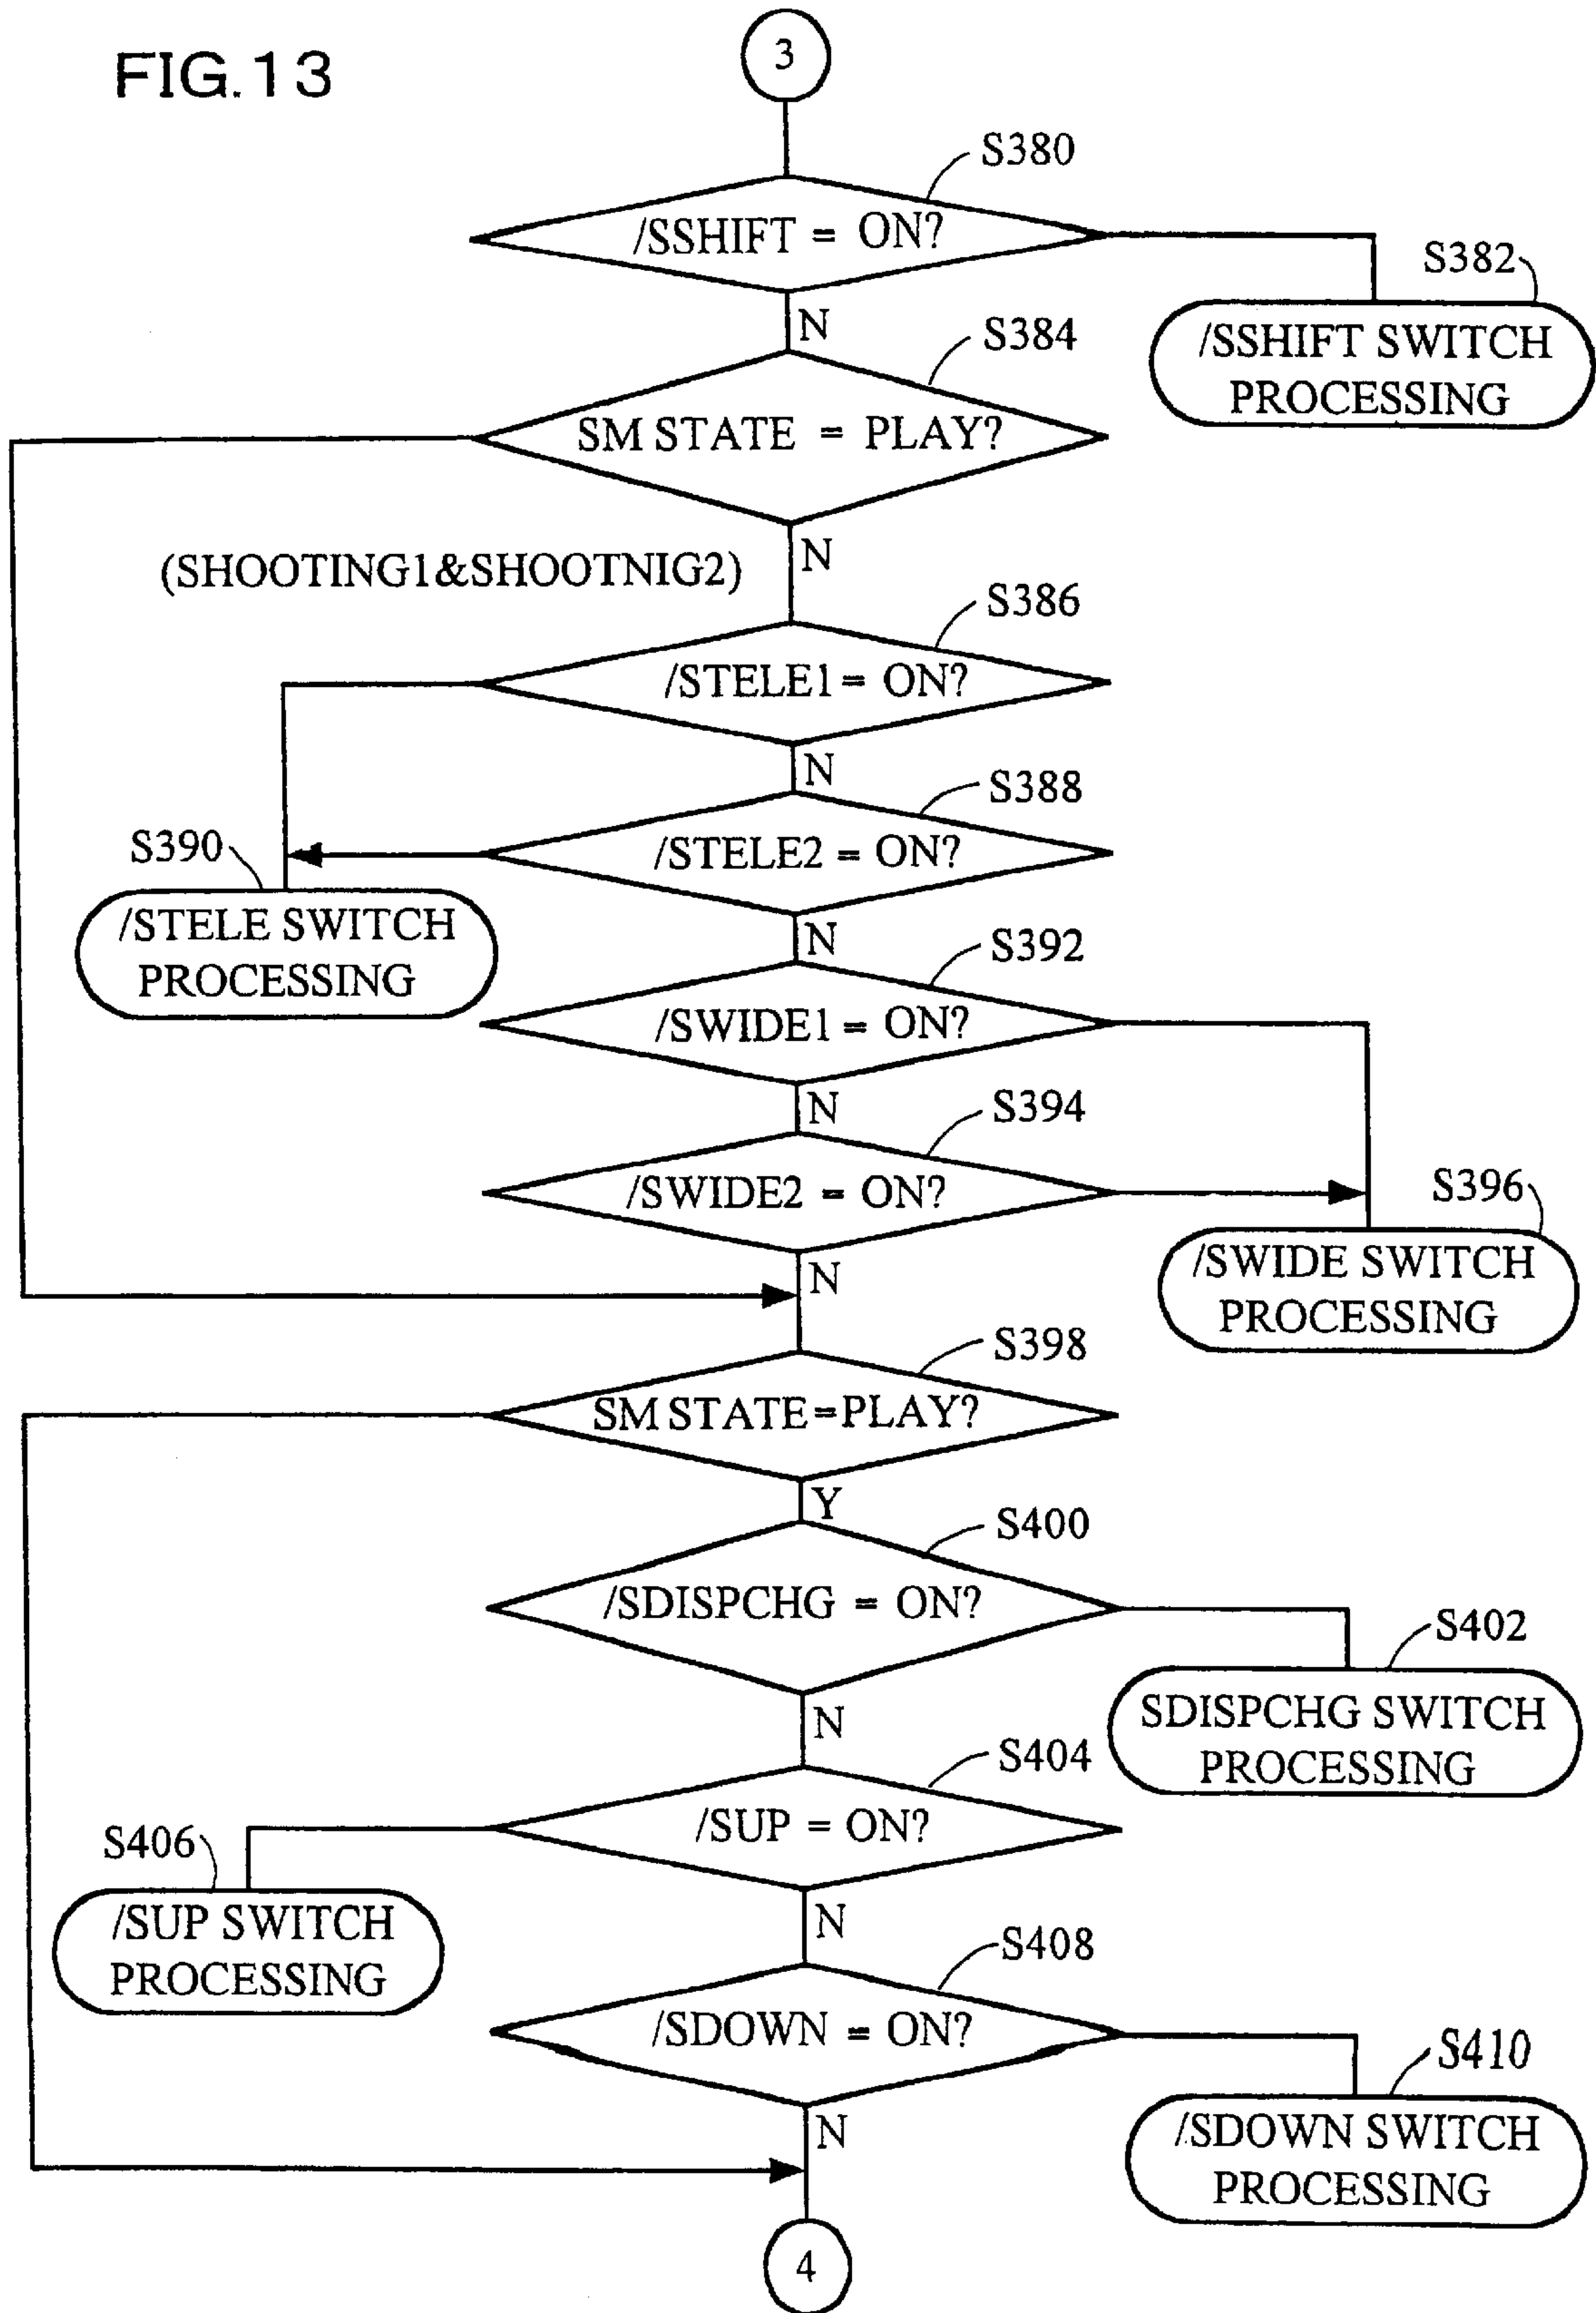 FIG.13
3
S380
/SSHIFT = ON?
S382
/SSHIFT SWITCH
PROCESSING
N
S384
SM STATE = PLAY?
N
(SHOOTING1&SHOOTNIG2)
S386
/STELE1= ON?
N
S388
/STELE2 = ON?
S390
/STELE SWITCH
PROCESSING
N
S392
/SWIDE1 = ON?
N
S394
/SWIDE2 = ON?
S396
/SWIDE SWITCH
PROCESSING
N
S398
SM STATE=PLAY?
Y
S400
/SDISPCHG = ON?
S402
SDISPCHG SWITCH
PROCESSING
N
S404
/SUP = ON?
S406
/SUP SWITCH
PROCESSING
N
S408
/SDOWN = ON?
S410
/SDOWN SWITCH
PROCESSING
N
4